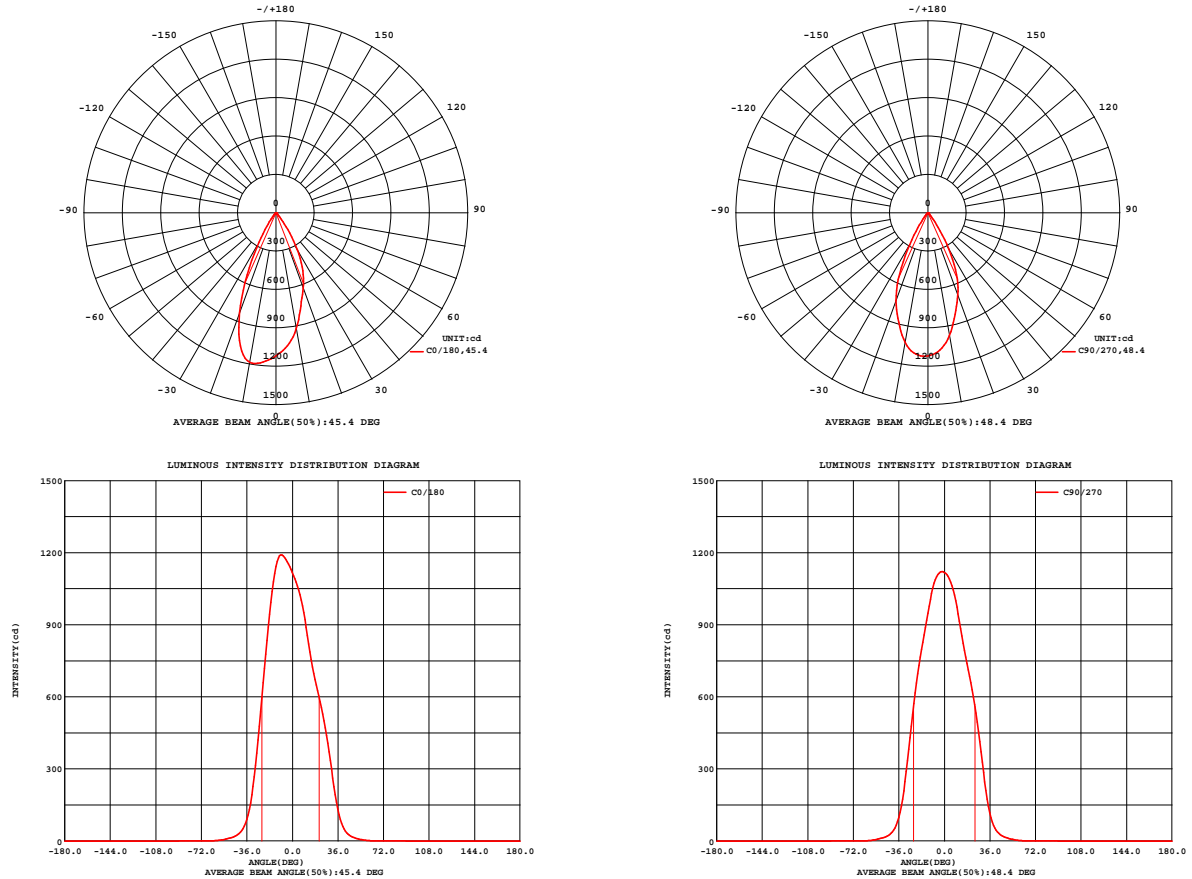 -/+180
-150
150
-120
120
-90
90
-60
60
-30
30
0
300
600
900
1200
1500
0
UNIT:cd
C0/180,45.4
AVERAGE BEAM ANGLE(50%):45.4 DEG
-/+180
-150
150
-120
120
-90
90
-60
60
-30
30
0
300
600
900
1200
1500
0
UNIT:cd
C90/270,48.4
AVERAGE BEAM ANGLE(50%):48.4 DEG
LUMINOUS INTENSITY DISTRIBUTION DIAGRAM
C0/180
INTENSITY(cd)
1500
1200
900
600
300
0
-180.0 -144.0 -108.0 -72.0 -36.0 0.0 36.0 72.0 108.0 144.0 180.0
ANGLE(DEG)
AVERAGE BEAM ANGLE(50%):45.4 DEG
LUMINOUS INTENSITY DISTRIBUTION DIAGRAM
C90/270
INTENSITY(cd)
1500
1200
900
600
300
0
-180.0 -144.0 -108.0 -72.0 -36.0 0.0 36.0 72.0 108.0 144.0 180.0
ANGLE(DEG)
AVERAGE BEAM ANGLE(50%):48.4 DEG